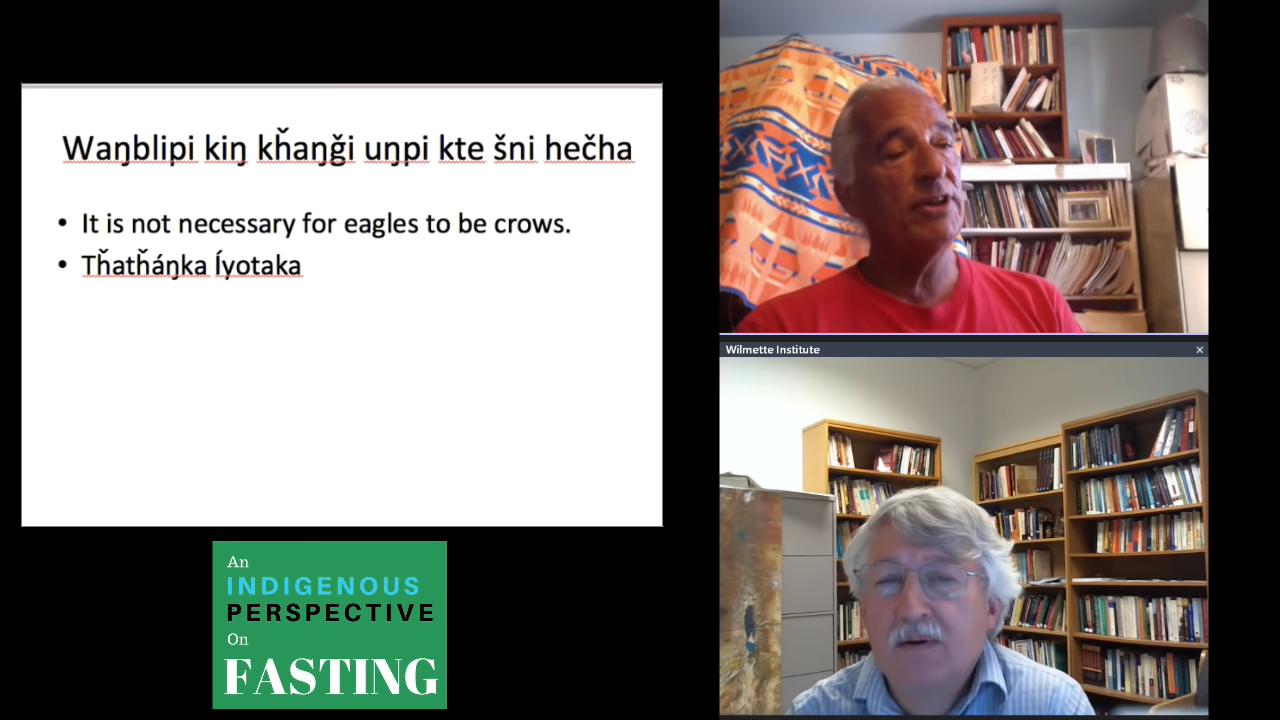 Waŋblipi kiŋ kȟaŋǧi uŋpi kte šni hečha
• It is not necessary for eagles to be crows.
• Tȟatȟáŋka Íyotaka
An
INDIGENOUS
PERSPECTIVE
On
FASTING
Wilmette Institute